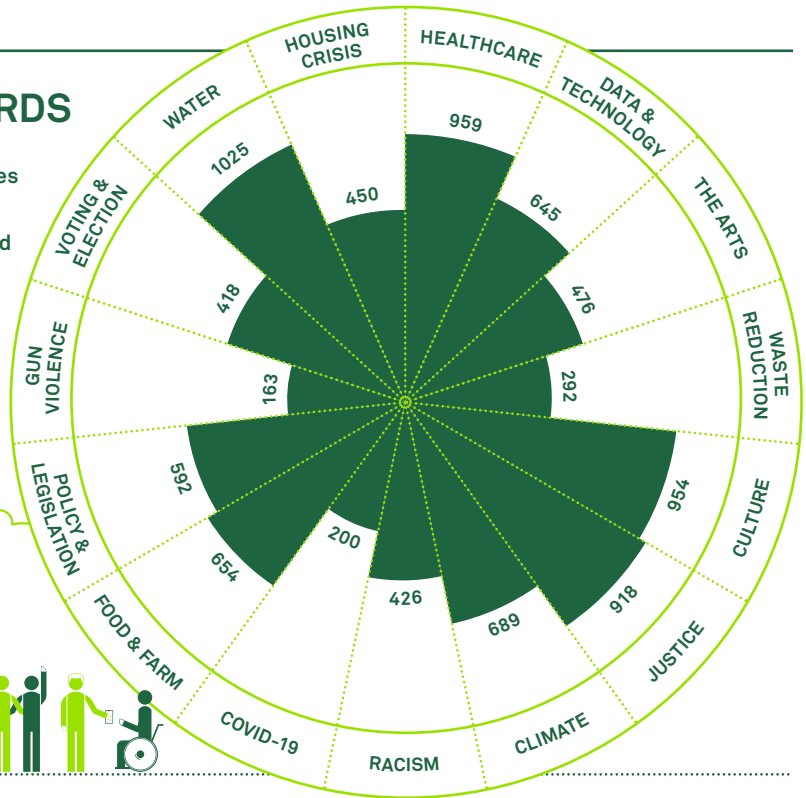 RDS
es
d
HOUSING
CRISIS
450
HEALTHCARE
959
DATA &
TECHNOLOGY
645
THE ARTS
476
WASTE
REDUCTION
292
CULTURE
954
JUSTICE
918
CLIMATE
689
RACISM
426
COVID-19
200
FOOD & FARM
654
POLICY &
LEGISLATION
592
GUN
VIOLENCE
163
VOTING &
ELECTION
418
WATER
1025